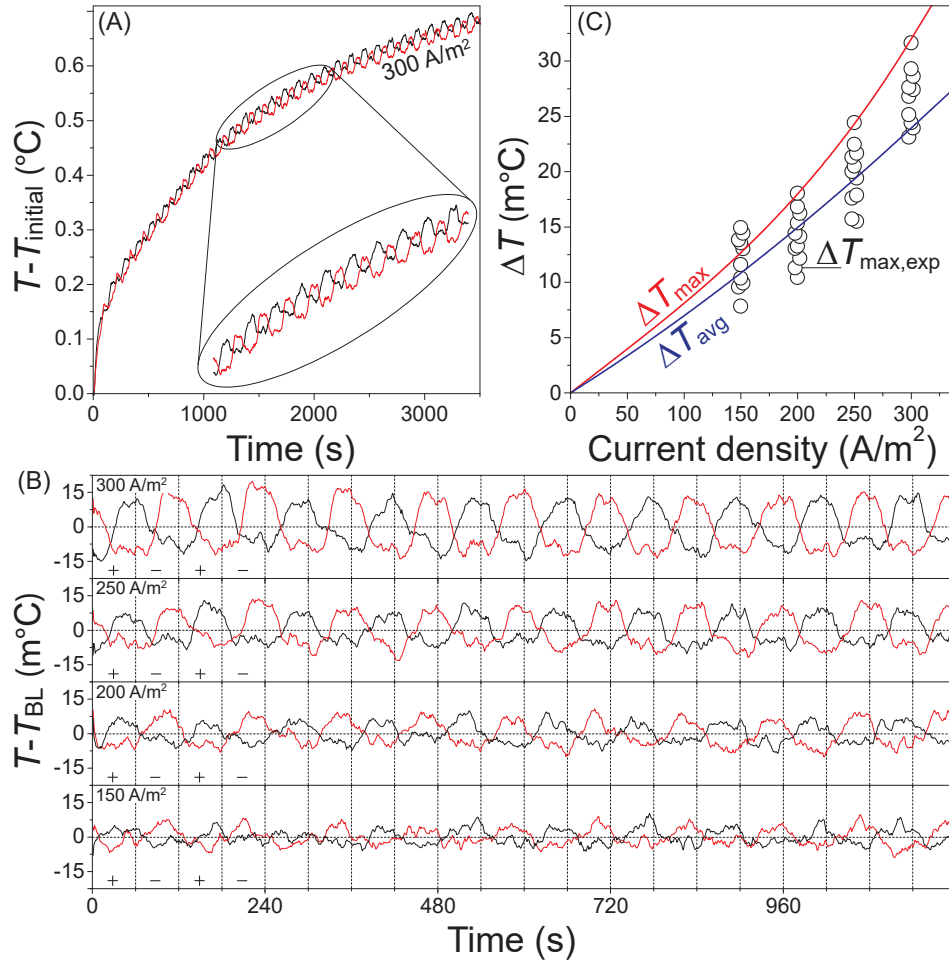 (A)
300 A/m²
T-T_initial (°C)
0.6
0.5
0.4
0.3
0.2
0.1
0.0
0 1000 2000 3000
Time (s)
(C)
ΔT (m°C)
30
25
20
15
10
5
0
ΔT_max
ΔT_avg
ΔT_max,exp
0 50 100 150 200 250 300
Current density (A/m²)
(B)
T-T_BL (m°C)
300 A/m²
15
0
-15
+ − + −
250 A/m²
15
0
-15
+ − + −
200 A/m²
15
0
-15
+ − + −
150 A/m²
15
0
-15
+ − + −
0 240 480 720 960
Time (s)